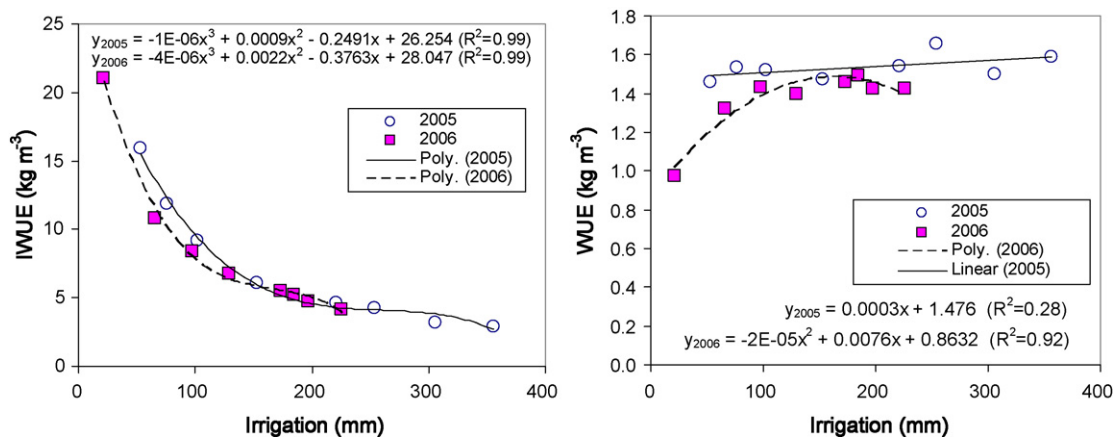 y2005 = -1E-06x³ + 0.0009x² - 0.2491x + 26.254 (R²=0.99)
y2006 = -4E-06x³ + 0.0022x² - 0.3763x + 28.047 (R²=0.99)
25
20
15
10
5
0
IWUE (kg m⁻³)
2005
2006
Poly. (2005)
Poly. (2006)
0 100 200 300 400
Irrigation (mm)
1.8
1.6
1.4
1.2
1.0
0.8
0.6
0.4
0.2
0.0
WUE (kg m⁻³)
2005
2006
Poly. (2006)
Linear (2005)
y2005 = 0.0003x + 1.476 (R²=0.28)
y2006 = -2E-05x² + 0.0076x + 0.8632 (R²=0.92)
0 100 200 300 400
Irrigation (mm)